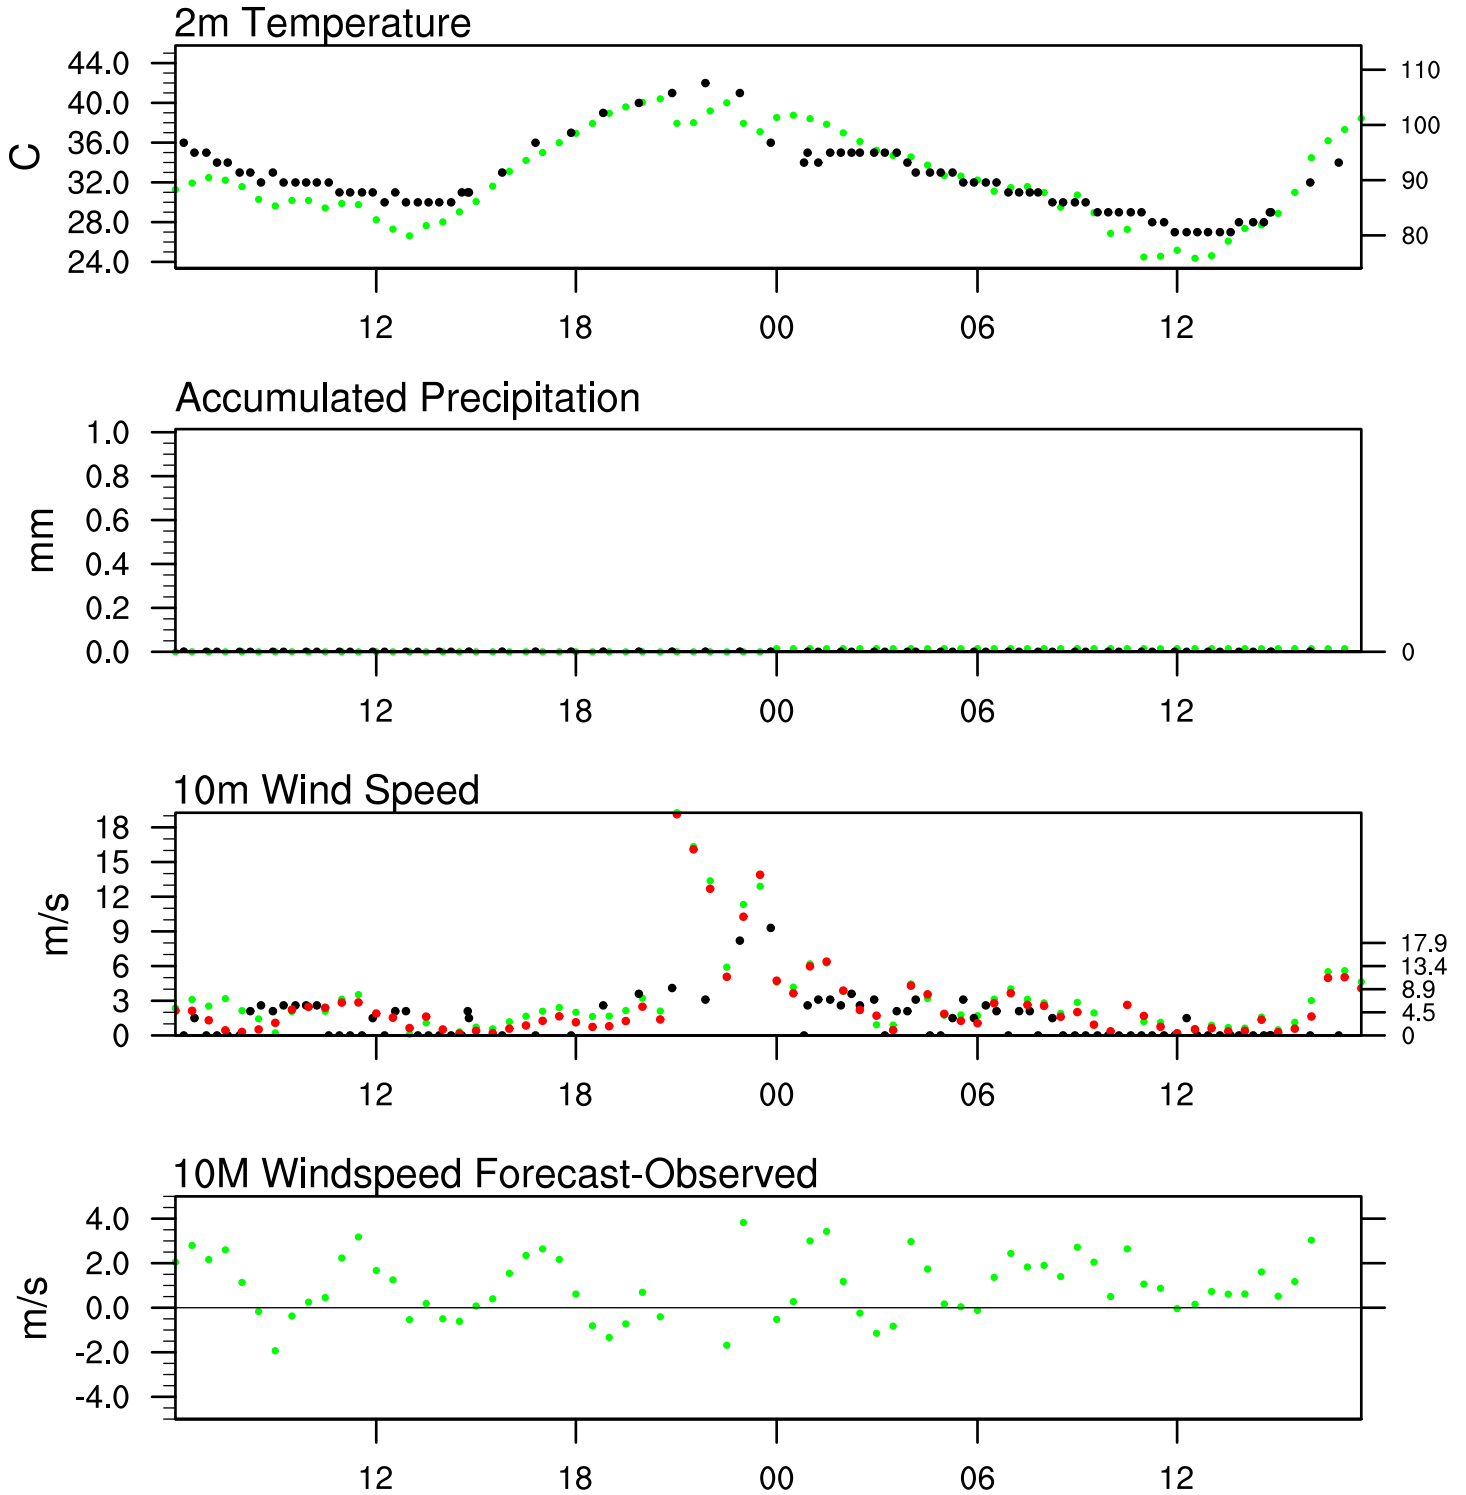 2m Temperature
44.0
40.0
36.0
32.0
28.0
24.0
C
110
100
90
80
12 18 00 06 12
Accumulated Precipitation
1.0
0.8
0.6
0.4
0.2
0.0
mm
0
12 18 00 06 12
10m Wind Speed
18
15
12
9
6
3
0
m/s
17.9
13.4
8.9
4.5
0
12 18 00 06 12
10M Windspeed Forecast-Observed
4.0
2.0
0.0
-2.0
-4.0
m/s
12 18 00 06 12